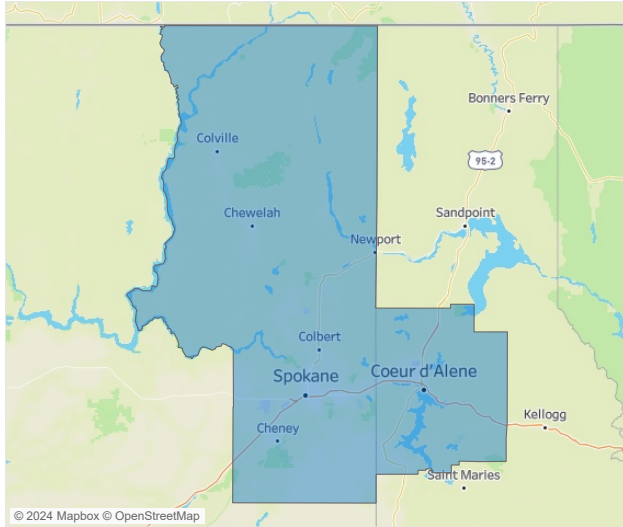 Bonners Ferry
Colville
95-2
Chewelah
Sandpoint
Newport
Colbert
Spokane
Coeur d'Alene
Kellogg
Cheney
Saint Maries
© 2024 Mapbox © OpenStreetMap